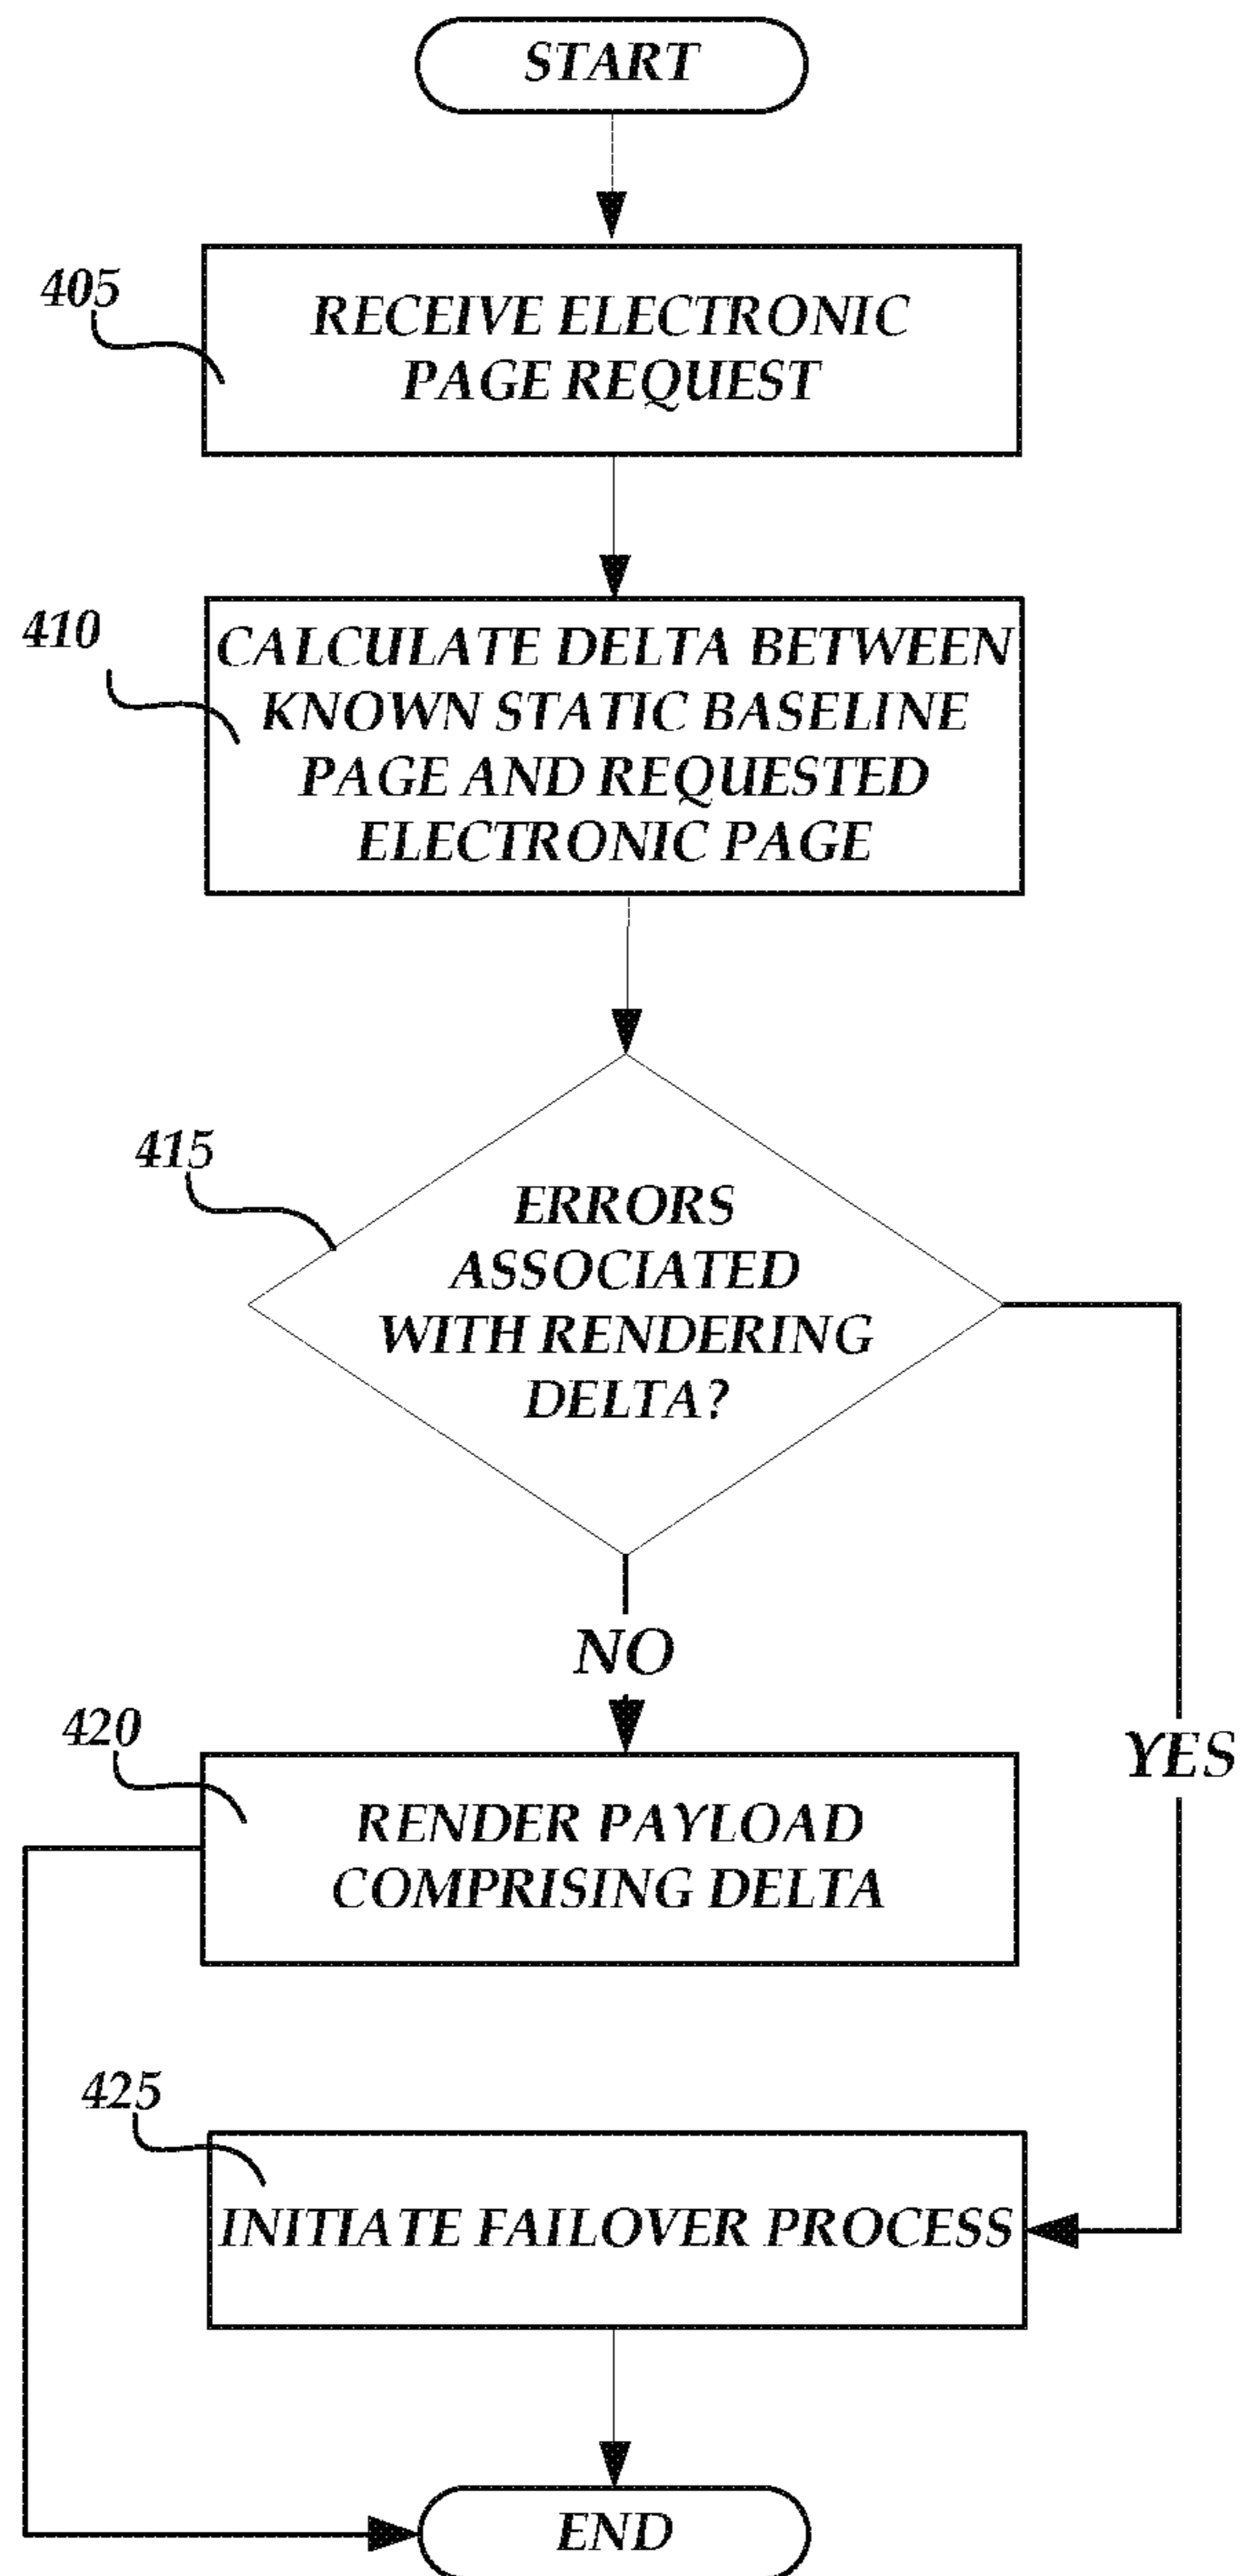 START
405
RECEIVE ELECTRONIC
PAGE REQUEST
410
CALCULATE DELTA BETWEEN
KNOWN STATIC BASELINE
PAGE AND REQUESTED
ELECTRONIC PAGE
415
ERRORS
ASSOCIATED
WITH RENDERING
DELTA?
NO
YES
420
RENDER PAYLOAD
COMPRISING DELTA
425
INITIATE FAILOVER PROCESS
END